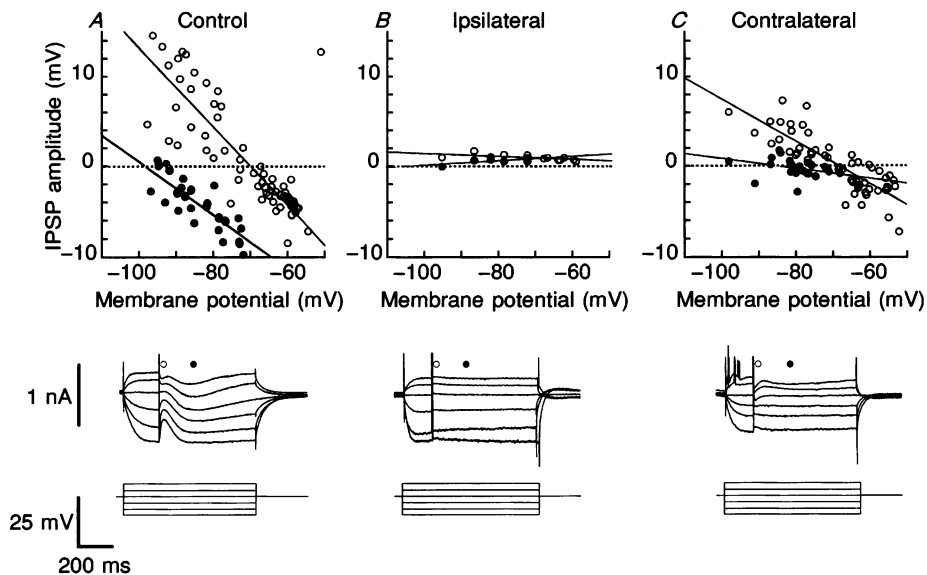 A Control
B Ipsilateral
C Contralateral
IPSP amplitude (mV)
10
0
−10
−100 −80 −60
Membrane potential (mV)
10
0
−10
−100 −80 −60
Membrane potential (mV)
10
0
−10
−100 −80 −60
Membrane potential (mV)
1 nA
25 mV
200 ms